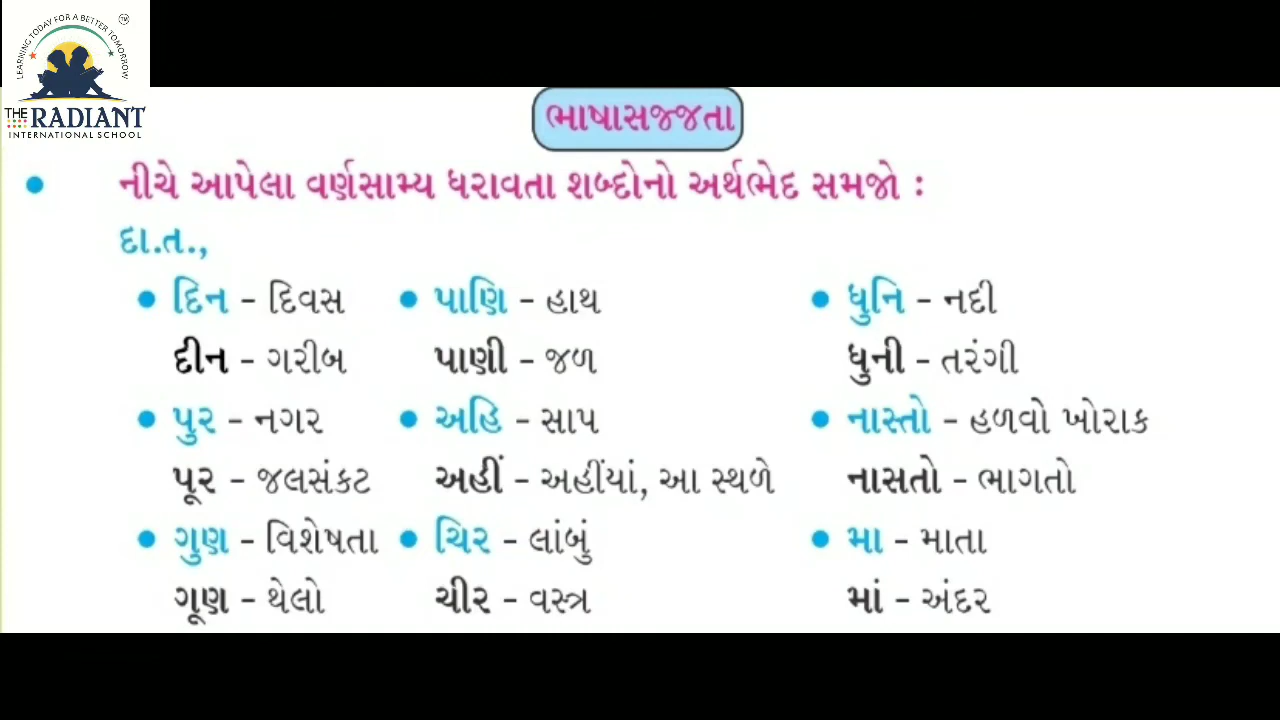 LEARNING TODAY FOR A BETTER TOMORROW
TM
THE RADIANT
INTERNATIONAL SCHOOL
ભાષાસજ્જતા
• નીચે આપેલા વર્ણસામ્ય ધરાવતા શબ્દોનો અર્થભેદ સમજો :
દા.ત.,
• દિન – દિવસ • પાણિ – હાથ • ધુનિ – નદી
દીન – ગરીબ પાણી – જળ ધુની – તરંગી
• પુર – નગર • અહિ – સાપ • નાસ્તો – હળવો ખોરાક
પૂર – જલસંકટ અહીં – અહીંયાં, આ સ્થળે નાસતો – ભાગતો
• ગુણ – વિશેષતા • ચિર – લાંબું • મા – માતા
ગૂણ – થેલો ચીર – વસ્ત્ર માં – અંદર